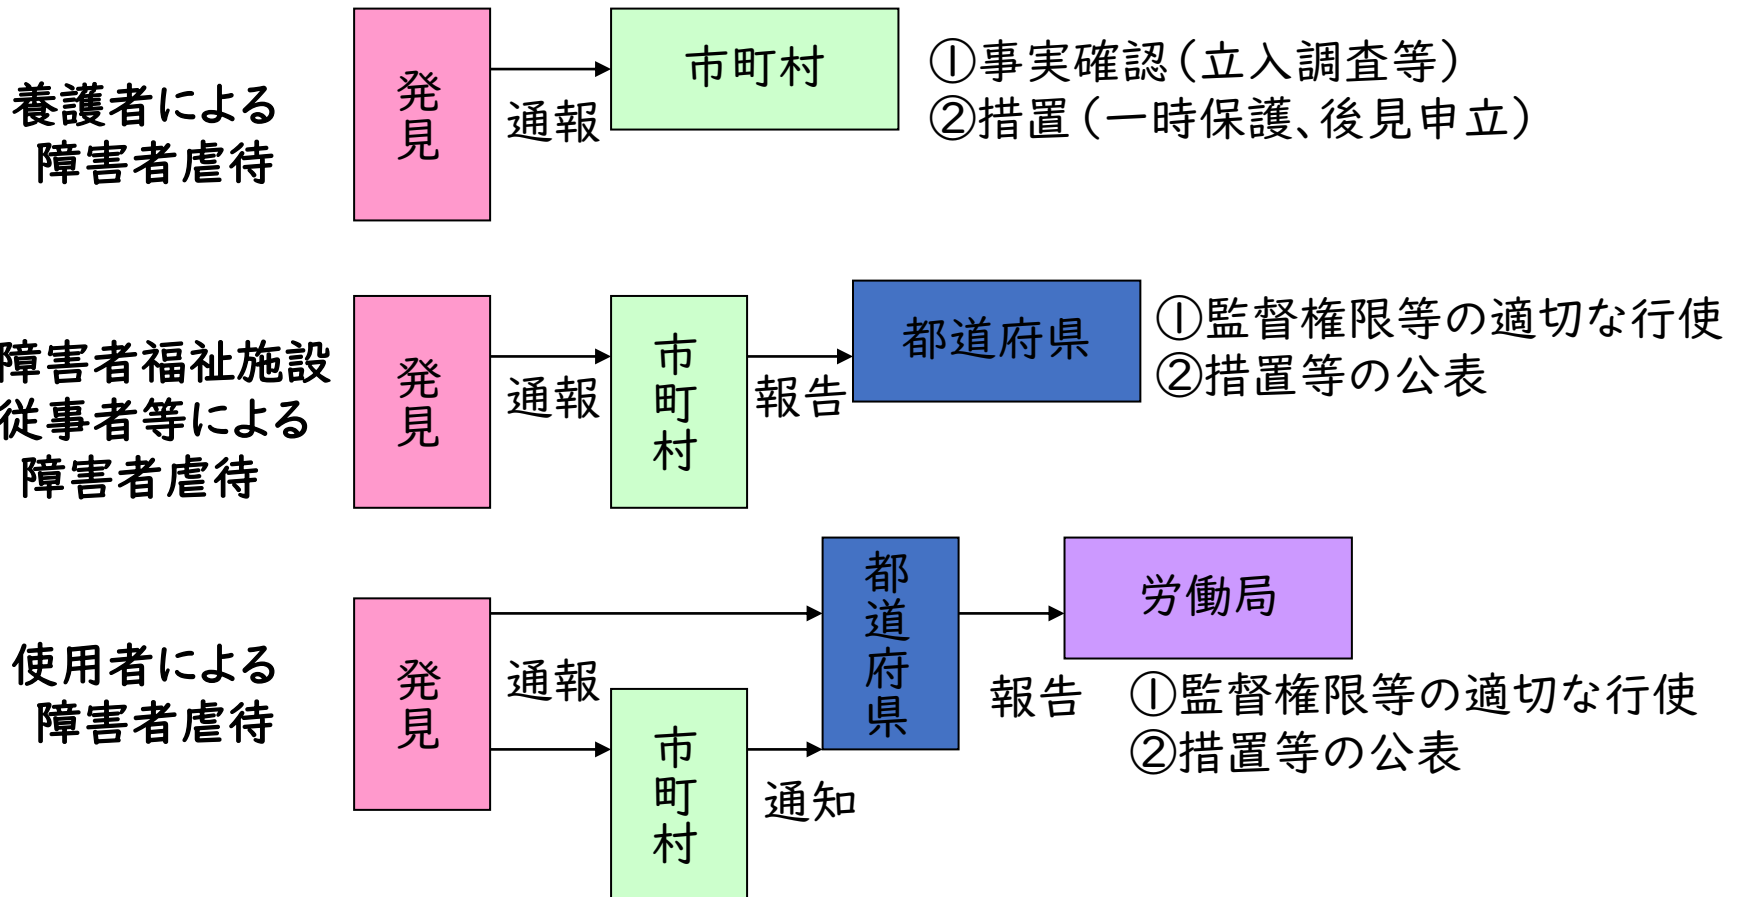 養護者による
障害者虐待
発見
通報
市町村
①事実確認(立入調査等)
②措置(一時保護、後見申立)
障害者福祉施設
従事者等による
障害者虐待
発見
通報
市町村
報告
都道府県
①監督権限等の適切な行使
②措置等の公表
使用者による
障害者虐待
発見
通報
市町村
通知
都道府県
報告
労働局
①監督権限等の適切な行使
②措置等の公表